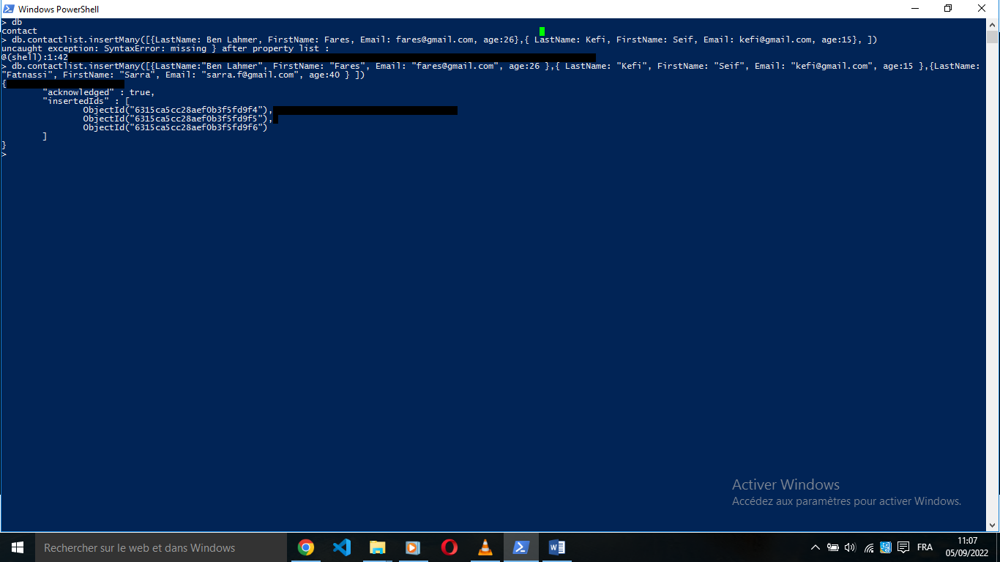 Windows PowerShell
> db
contact
> db.contactlist.insertMany([{LastName: Ben Lahmer, FirstName: Fares, Email: fares@gmail.com, age:26},{ LastName: Kefi, FirstName: Seif, Email: kefi@gmail.com, age:15}, ])
uncaught exception: SyntaxError: missing } after property list :
@(shell):1:42
> db.contactlist.insertMany([{LastName:"Ben Lahmer", FirstName: "Fares", Email: "fares@gmail.com", age:26 },{ LastName: "Kefi", FirstName: "Seif", Email: "kefi@gmail.com", age:15 },{LastName:
"Fatnassi", FirstName: "Sarra", Email: "sarra.f@gmail.com", age:40 } ])
{
"acknowledged" : true,
"insertedIds" : [
ObjectId("6315ca5cc28aef0b3f5fd9f4"),
ObjectId("6315ca5cc28aef0b3f5fd9f5"),
ObjectId("6315ca5cc28aef0b3f5fd9f6")
]
}
>
Activer Windows
Accédez aux paramètres pour activer Windows.
Rechercher sur le web et dans Windows
FRA
11:07
05/09/2022